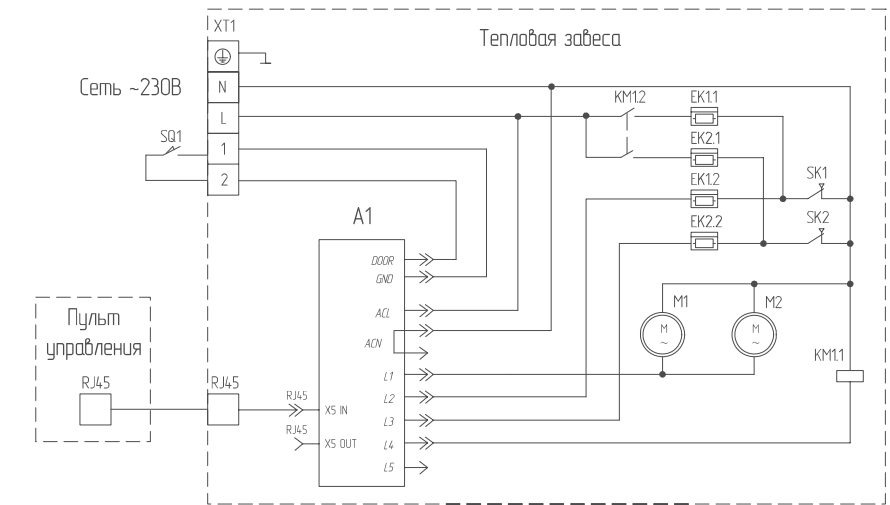 XT1
Тепловая завеса
Сеть ~230В
N
L
1
2
SQ1
KM1.2
EK1.1
EK2.1
EK1.2
EK2.2
SK1
SK2
A1
DOOR
GND
ACL
ACN
L1
L2
L3
L4
L5
M1
M
~
M2
M
~
KM1.1
Пульт
управления
RJ45
RJ45
RJ45
X5 IN
RJ45
X5 OUT